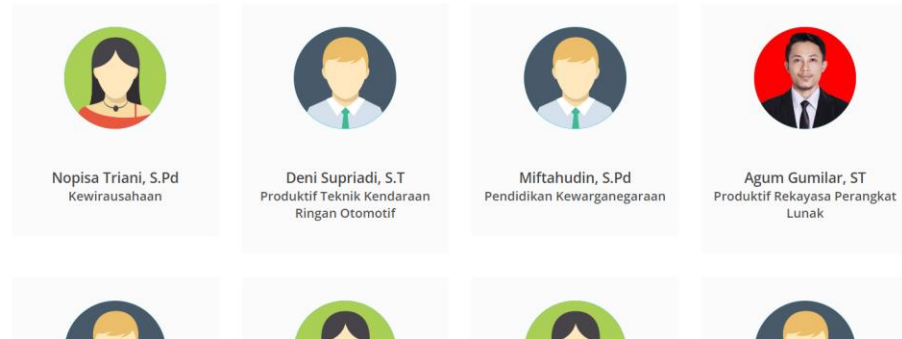 Nopisa Triani, S.Pd
Kewirausahaan
Deni Supriadi, S.T
Produktif Teknik Kendaraan
Ringan Otomotif
Miftahudin, S.Pd
Pendidikan Kewarganegaraan
Agum Gumilar, ST
Produktif Rekayasa Perangkat
Lunak